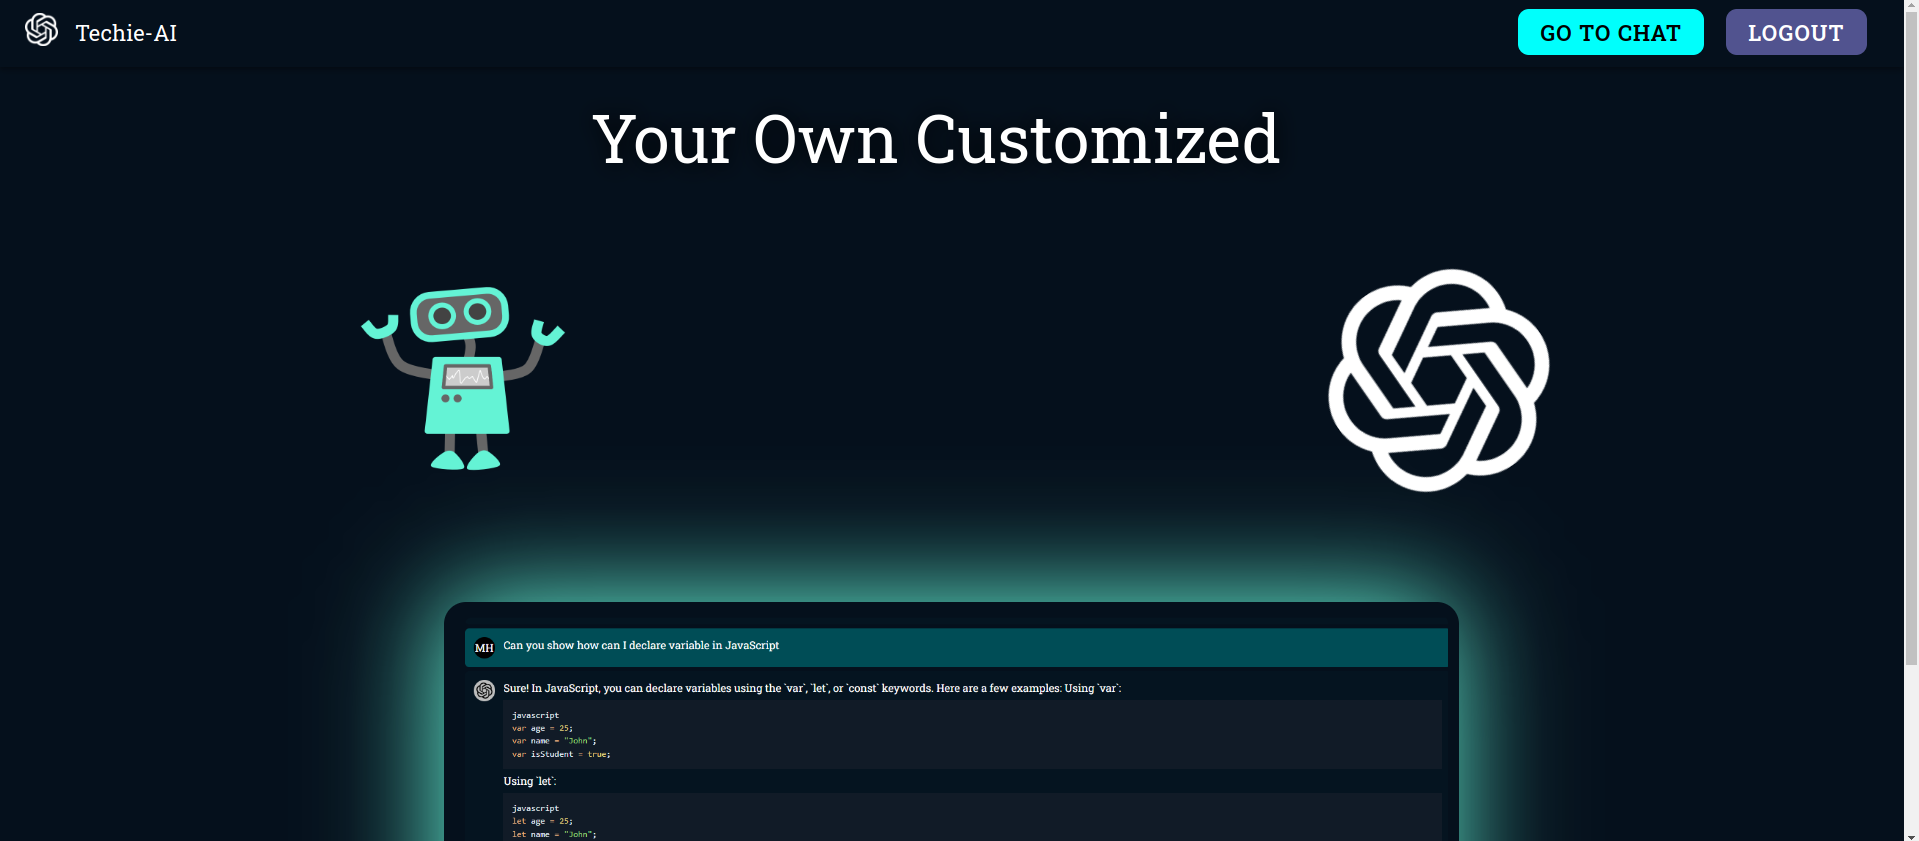 Techie-AI
GO TO CHAT
LOGOUT
Your Own Customized
MH
Can you show how can I declare variable in JavaScript
Sure! In JavaScript, you can declare variables using the `var`, `let`, or `const` keywords. Here are a few examples: Using `var`:
javascript
var age = 25;
var name = "John";
var isStudent = true;
Using `let`:
javascript
let age = 25;
let name = "John";